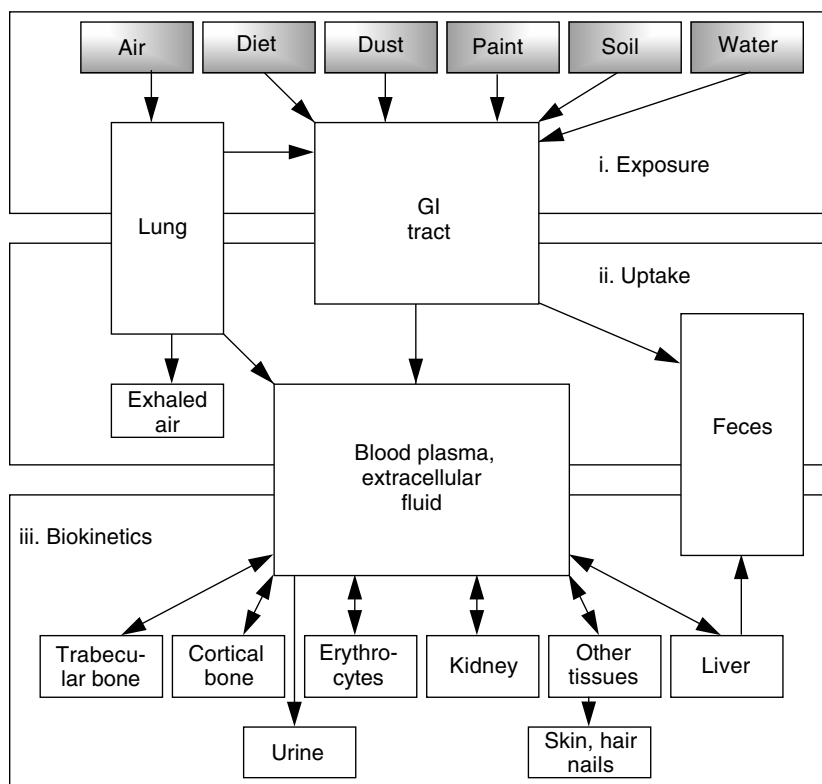 Air
Diet
Dust
Paint
Soil
Water
i. Exposure
Lung
GI
tract
ii. Uptake
Exhaled
air
Feces
Blood plasma,
extracellular
fluid
iii. Biokinetics
Trabecu-
lar bone
Cortical
bone
Erythro-
cytes
Kidney
Other
tissues
Liver
Urine
Skin, hair
nails